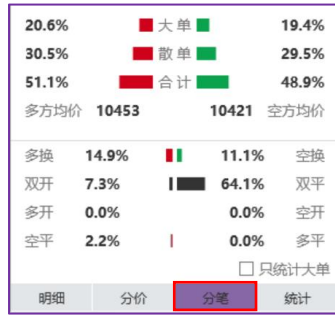 20.6% 大单 19.4%
30.5% 散单 29.5%
51.1% 合计 48.9%
多方均价 10453 10421 空方均价
多换 14.9% 11.1% 空换
双开 7.3% 64.1% 双平
多开 0.0% 0.0% 空开
空平 2.2% 0.0% 多平
只统计大单
明细 分价 分笔 统计